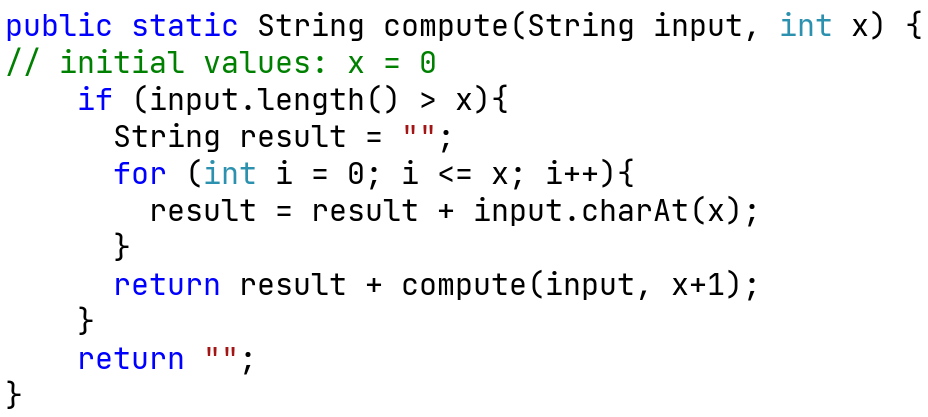 public static String compute(String input, int x) {
// initial values: x = 0
    if (input.length() > x){
      String result = "";
      for (int i = 0; i <= x; i++){
        result = result + input.charAt(x);
      }
      return result + compute(input, x+1);
    }
    return "";
}